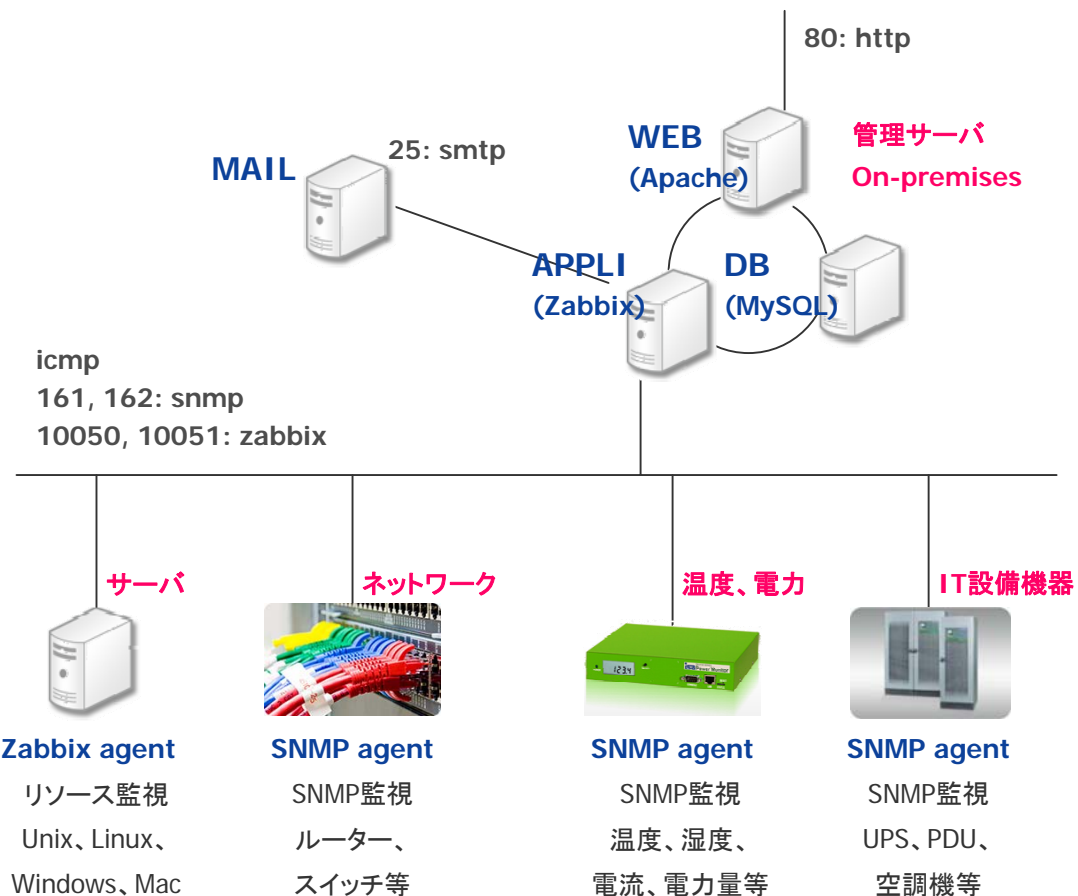 80: http
WEB
(Apache)
管理サーバ
On-premises
MAIL
25: smtp
APPLI
(Zabbix)
DB
(MySQL)
icmp
161, 162: snmp
10050, 10051: zabbix
サーバ
ネットワーク
温度、電力
IT設備機器
1234
Power Monitor
Zabbix agent
リソース監視
Unix、Linux、
Windows、Mac
SNMP agent
SNMP監視
ルーター、
スイッチ等
SNMP agent
SNMP監視
温度、湿度、
電流、電力量等
SNMP agent
SNMP監視
UPS、PDU、
空調機等